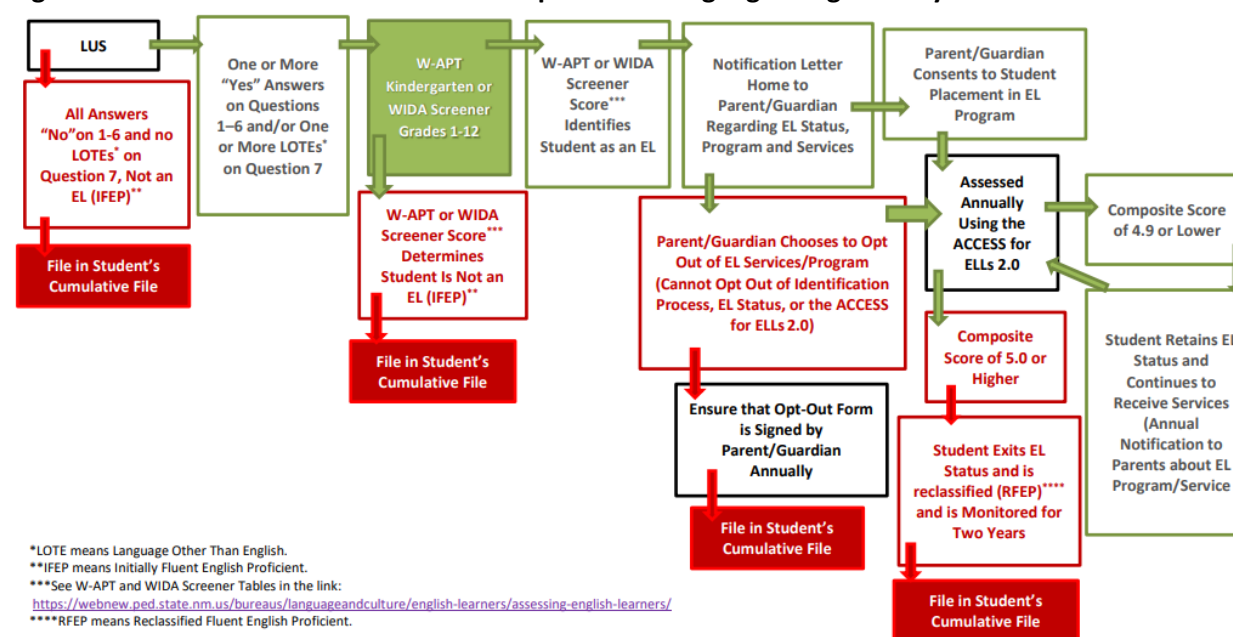 LUS
All Answers
“No”on 1-6 and no
LOTEs* on
Question 7, Not an
EL (IFEP)**
File in Student’s
Cumulative File
One or More
“Yes” Answers
on Questions
1–6 and/or One
or More LOTEs*
on Question 7
W-APT
Kindergarten or
WIDA Screener
Grades 1-12
W-APT or WIDA
Screener Score***
Determines
Student Is Not an
EL (IFEP)**
File in Student’s
Cumulative File
W-APT or WIDA
Screener
Score***
Identifies
Student as an EL
Notification Letter
Home to
Parent/Guardian
Regarding EL Status,
Program and Services
Parent/Guardian Chooses to Opt
Out of EL Services/Program
(Cannot Opt Out of Identification
Process, EL Status, or the ACCESS
for ELLs 2.0)
Ensure that Opt-Out Form
is Signed by
Parent/Guardian
Annually
File in Student’s
Cumulative File
Parent/Guardian
Consents to Student
Placement in EL
Program
Assessed
Annually
Using the
ACCESS for
ELLs 2.0
Composite
Score of 5.0 or
Higher
Student Exits EL
Status and is
reclassified (RFEP)****
and is Monitored for
Two Years
File in Student’s
Cumulative File
Composite Score
of 4.9 or Lower
Student Retains EL
Status and
Continues to
Receive Services
(Annual
Notification to
Parents about EL
Program/Service
*LOTE means Language Other Than English.
**IFEP means Initially Fluent English Proficient.
***See W-APT and WIDA Screener Tables in the link:
https://webnew.ped.state.nm.us/bureaus/languageandculture/english-learners/assessing-english-learners/
****RFEP means Reclassified Fluent English Proficient.